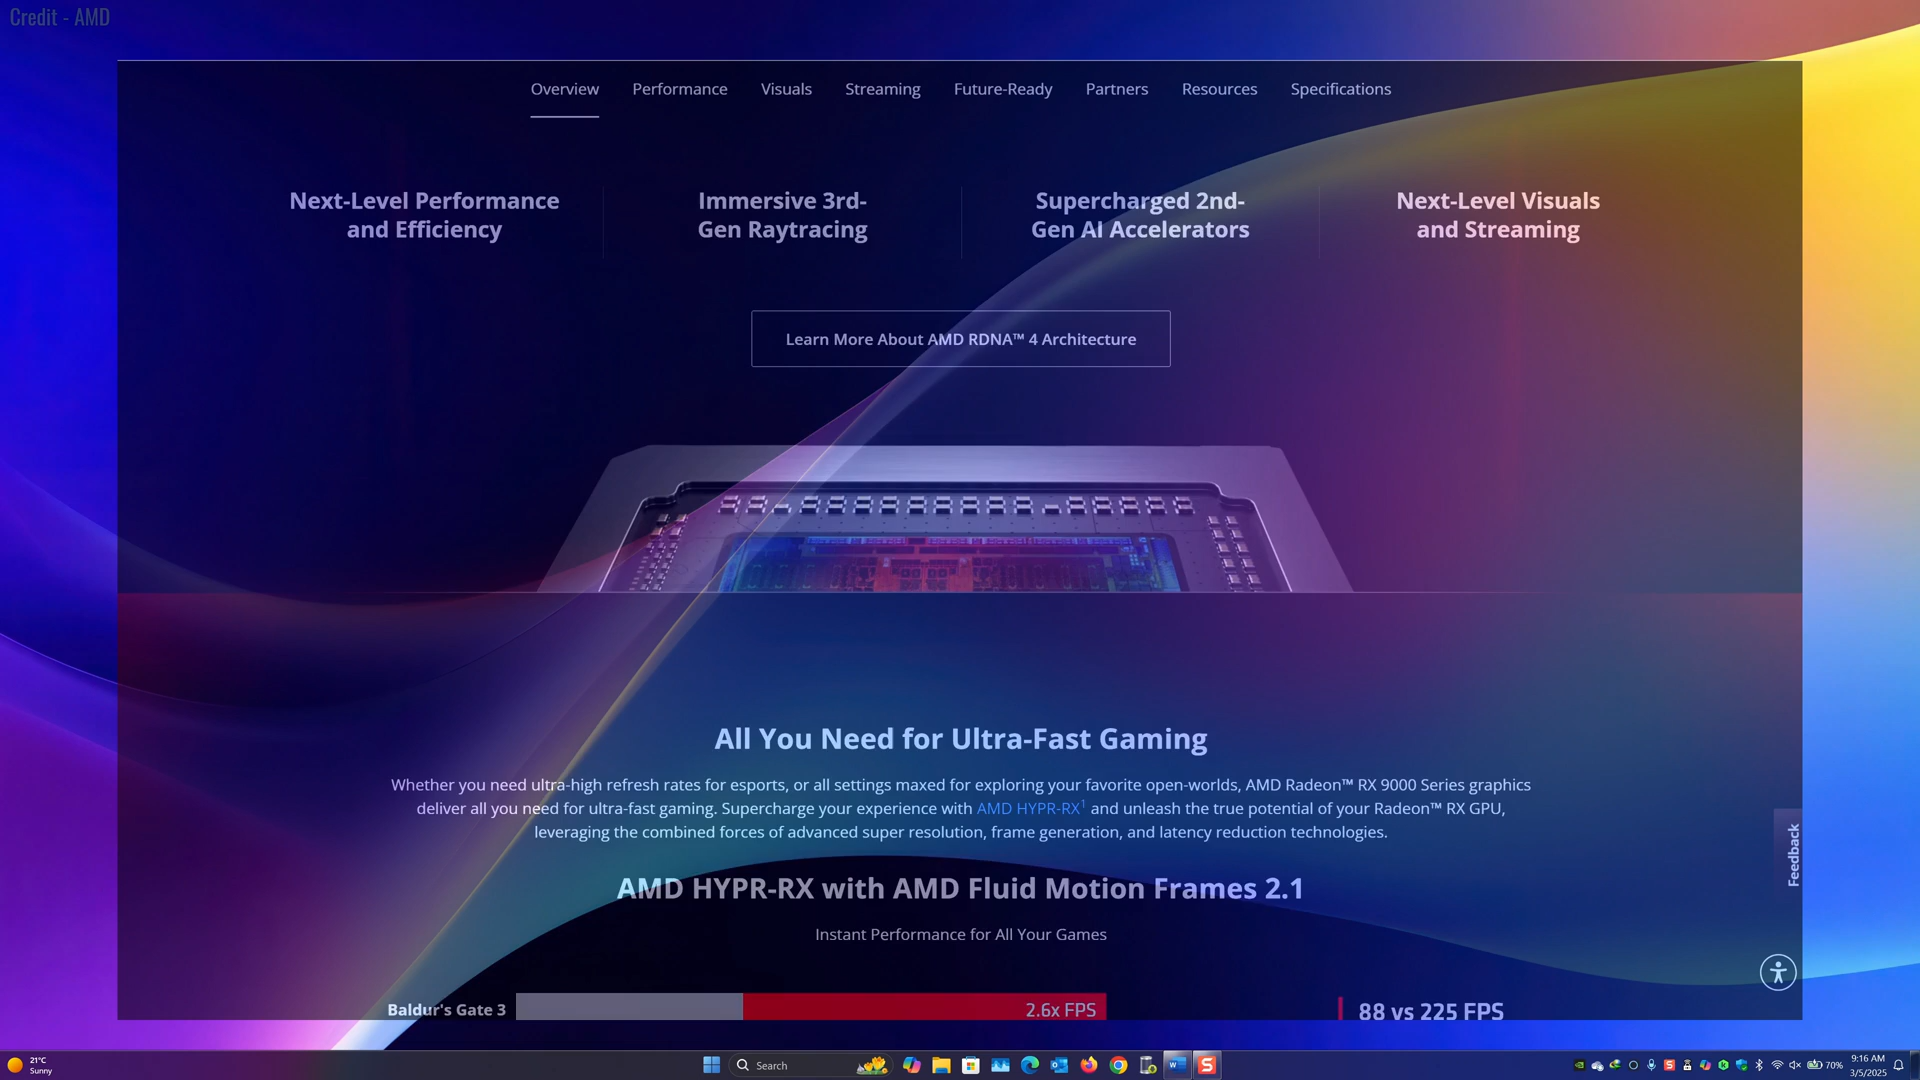 Credit - AMD
Overview Performance Visuals Streaming Future-Ready Partners Resources Specifications
Next-Level Performance
and Efficiency
Immersive 3rd-
Gen Raytracing
Supercharged 2nd-
Gen AI Accelerators
Next-Level Visuals
and Streaming
Learn More About AMD RDNA™ 4 Architecture
All You Need for Ultra-Fast Gaming
Whether you need ultra-high refresh rates for esports, or all settings maxed for exploring your favorite open-worlds, AMD Radeon™ RX 9000 Series graphics
deliver all you need for ultra-fast gaming. Supercharge your experience with AMD HYPR-RX¹ and unleash the true potential of your Radeon™ RX GPU,
leveraging the combined forces of advanced super resolution, frame generation, and latency reduction technologies.
Feedback
AMD HYPR-RX with AMD Fluid Motion Frames 2.1
Instant Performance for All Your Games
Baldur's Gate 3 2.6x FPS 88 vs 225 FPS
21°C
Sunny
Search
70%
9:16 AM
3/5/2025